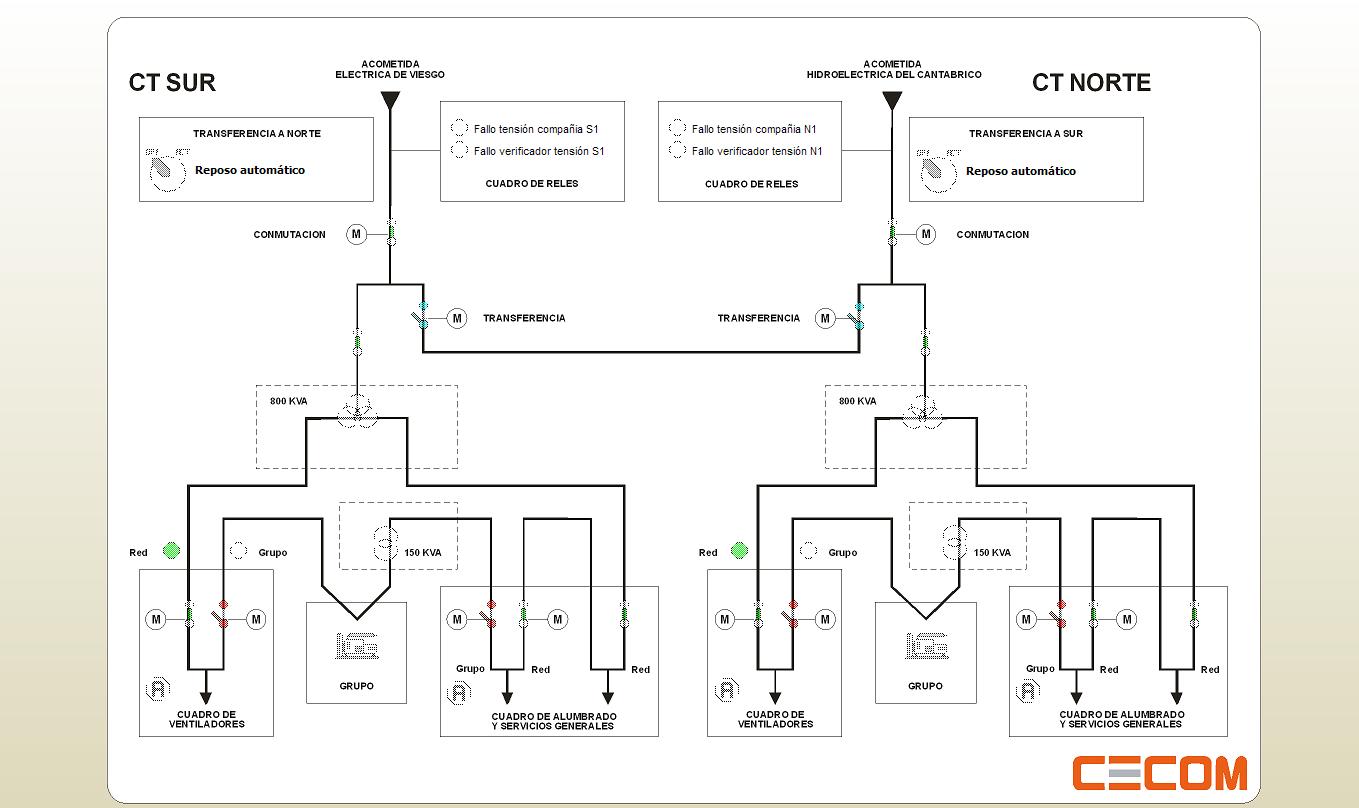 CT SUR
ACOMETIDA
ELECTRICA DE VIESGO
ACOMETIDA
HIDROELECTRICA DEL CANTABRICO
CT NORTE
TRANSFERENCIA A NORTE
Reposo automático
Fallo tensión compañia S1
Fallo verificador tensión S1
CUADRO DE RELES
Fallo tensión compañia N1
Fallo verificador tensión N1
CUADRO DE RELES
TRANSFERENCIA A SUR
Reposo automático
CONMUTACION
M
M
CONMUTACION
M
TRANSFERENCIA
TRANSFERENCIA
M
800 KVA
800 KVA
Red
Grupo
150 KVA
Red
Grupo
150 KVA
M
M
M
M
M
M
M
M
Grupo
Red
Red
Grupo
Red
Red
A
GRUPO
A
A
GRUPO
A
CUADRO DE
VENTILADORES
CUADRO DE ALUMBRADO
Y SERVICIOS GENERALES
CUADRO DE
VENTILADORES
CUADRO DE ALUMBRADO
Y SERVICIOS GENERALES
CECOM